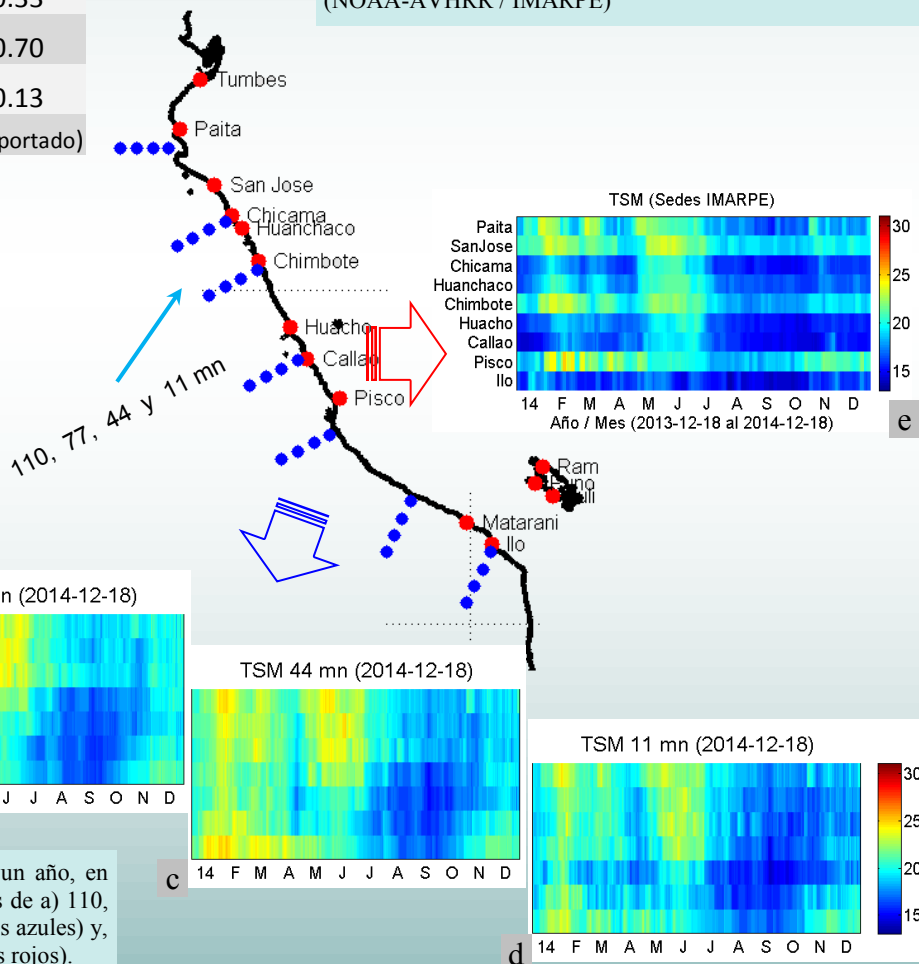 (NOAA-AVHRR / IMARPE)
0.70
0.13
portado)
Tumbes
Paita
San Jose
Chicama
Huanchaco
Chimbote
Huacho
Callao
Pisco
110, 77, 44 y 11 mn
Ram
Matarani
Ilo
TSM (Sedes IMARPE)
Paita
SanJose
Chicama
Huanchaco
Chimbote
Huacho
Callao
Pisco
Ilo
30
25
20
15
14 F M A M J J A S O N D
Año / Mes (2013-12-18 al 2014-12-18)
e
n (2014-12-18)
J J A S O N D
TSM 44 mn (2014-12-18)
14 F M A M J J A S O N D
c
TSM 11 mn (2014-12-18)
30
25
20
15
14 F M A M J J A S O N D
d
un año, en
s de a) 110,
s azules) y,
s rojos).